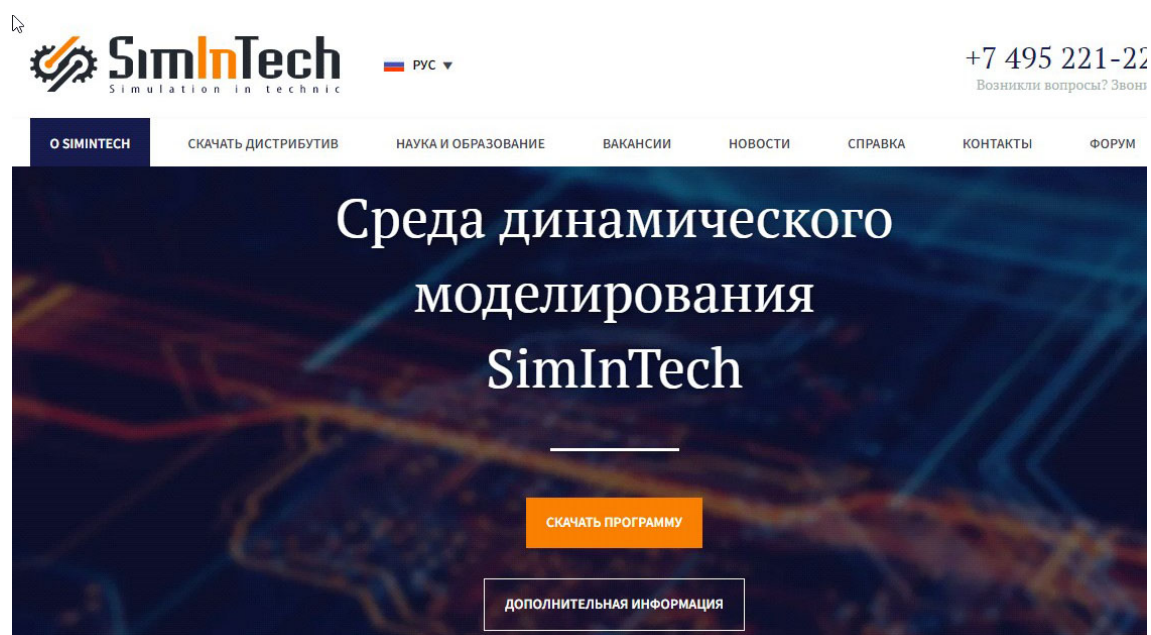 SimInTech
Simulation in technic
РУС
+7 495 221-22
Возникли вопросы?
О SIMINTECH
СКАЧАТЬ ДИСТРИБУТИВ
НАУКА И ОБРАЗОВАНИЕ
ВАКАНСИИ
НОВОСТИ
СПРАВКА
КОНТАКТЫ
ФОРУМ
Среда динамического
моделирования
SimInTech
СКАЧАТЬ ПРОГРАММУ
ДОПОЛНИТЕЛЬНАЯ ИНФОРМАЦИЯ